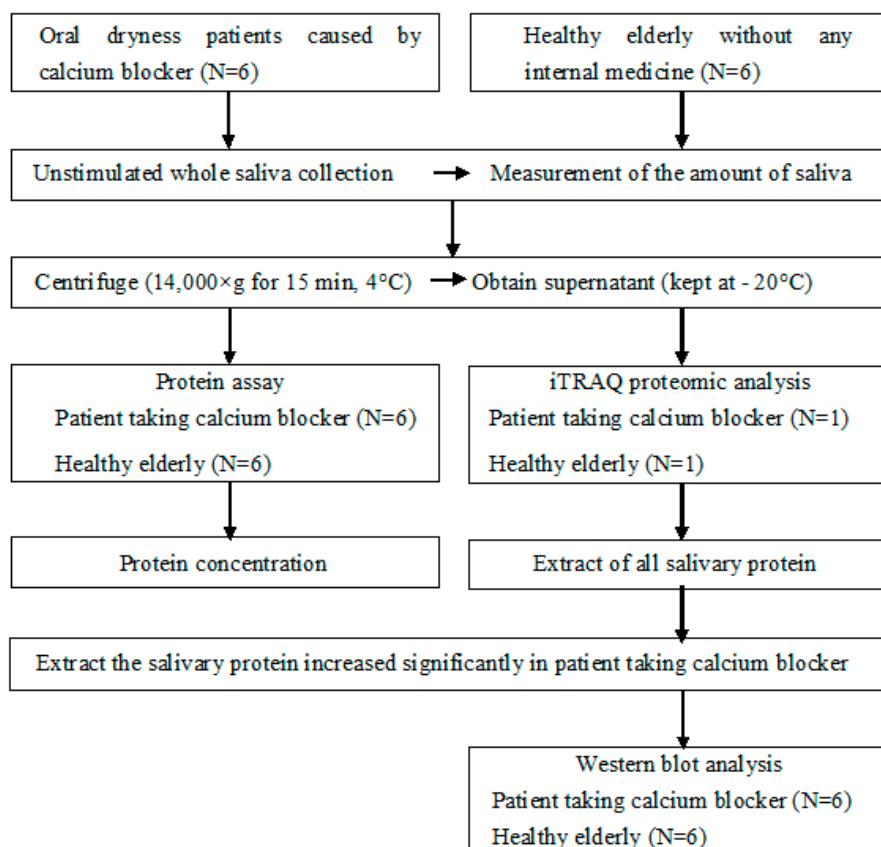 Oral dryness patients caused by
calcium blocker (N=6)
Healthy elderly without any
internal medicine (N=6)
Unstimulated whole saliva collection
Measurement of the amount of saliva
Centrifuge (14,000×g for 15 min, 4°C)
Obtain supernatant (kept at - 20°C)
Protein assay
Patient taking calcium blocker (N=6)
Healthy elderly (N=6)
iTRAQ proteomic analysis
Patient taking calcium blocker (N=1)
Healthy elderly (N=1)
Protein concentration
Extract of all salivary protein
Extract the salivary protein increased significantly in patient taking calcium blocker
Western blot analysis
Patient taking calcium blocker (N=6)
Healthy elderly (N=6)